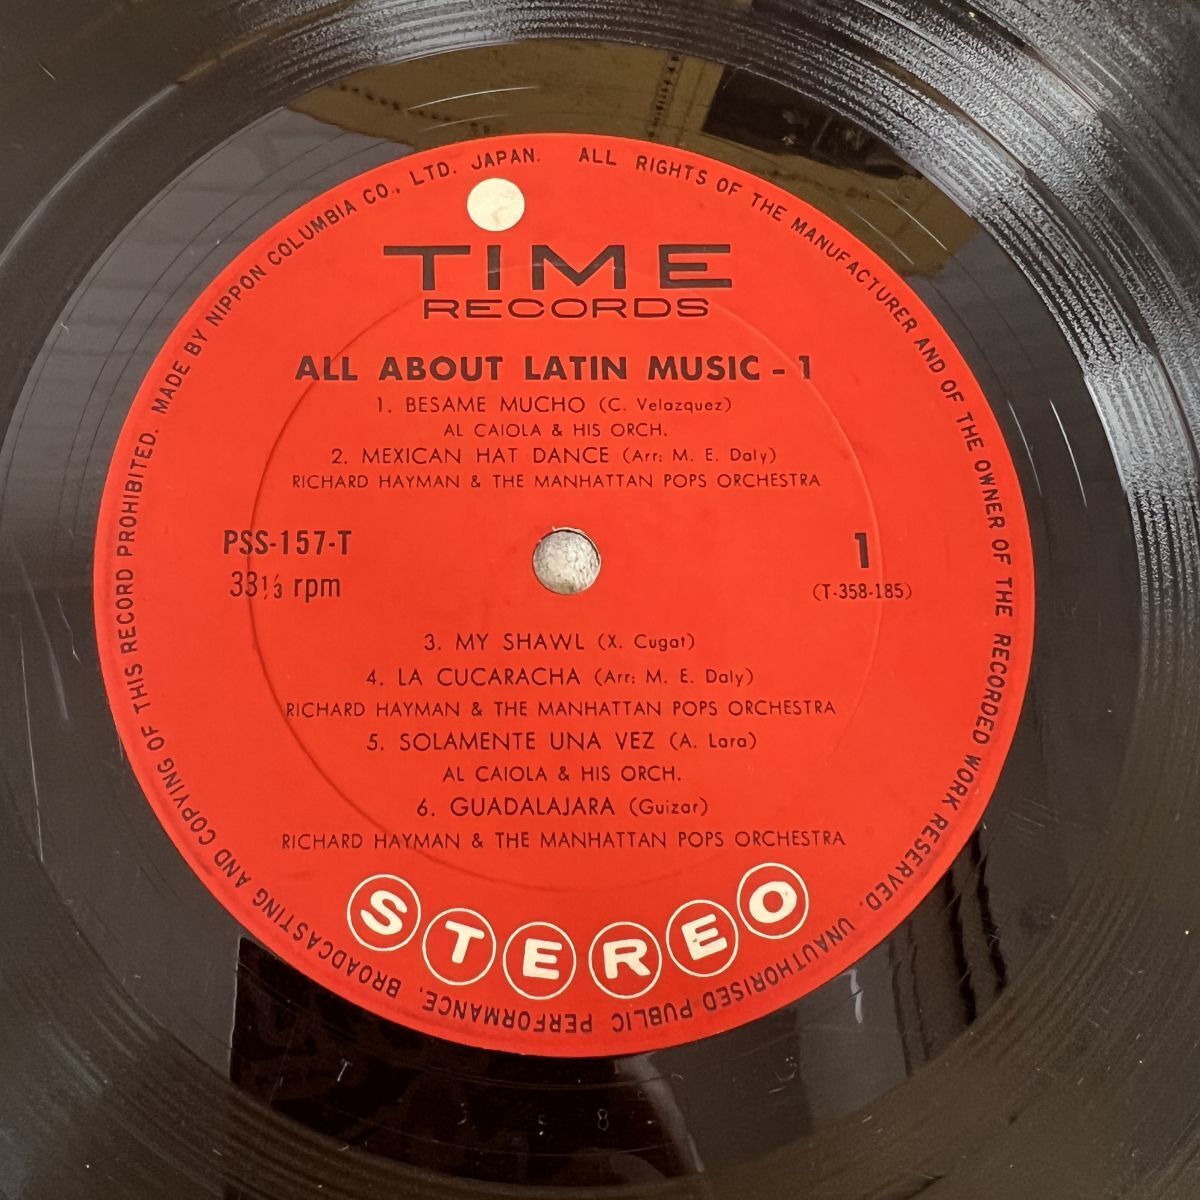 TIME
RECORDS
ALL ABOUT LATIN MUSIC - 1
1. BESAME MUCHO (C. Velazquez)
AL CAIOLA & HIS ORCH.
2. MEXICAN HAT DANCE (Arr: M. E. Daly)
RICHARD HAYMAN & THE MANHATTAN POPS ORCHESTRA
PSS-157-T
33 1/3 rpm
1
(T-358-185)
3. MY SHAWL (X. Cugat)
4. LA CUCARACHA (Arr: M. E. Daly)
RICHARD HAYMAN & THE MANHATTAN POPS ORCHESTRA
5. SOLAMENTE UNA VEZ (A. Lara)
AL CAIOLA & HIS ORCH.
6. GUADALAJARA (Guizar)
RICHARD HAYMAN & THE MANHATTAN POPS ORCHESTRA
STEREO
ALL RIGHTS OF THE MANUFACTURER AND OF THE OWNER OF THE RECORDED WORK RESERVED. UNAUTHORISED PUBLIC PERFORMANCE, BROADCASTING AND COPYING OF THIS RECORD PROHIBITED. MADE BY NIPPON COLUMBIA CO., LTD. JAPAN.